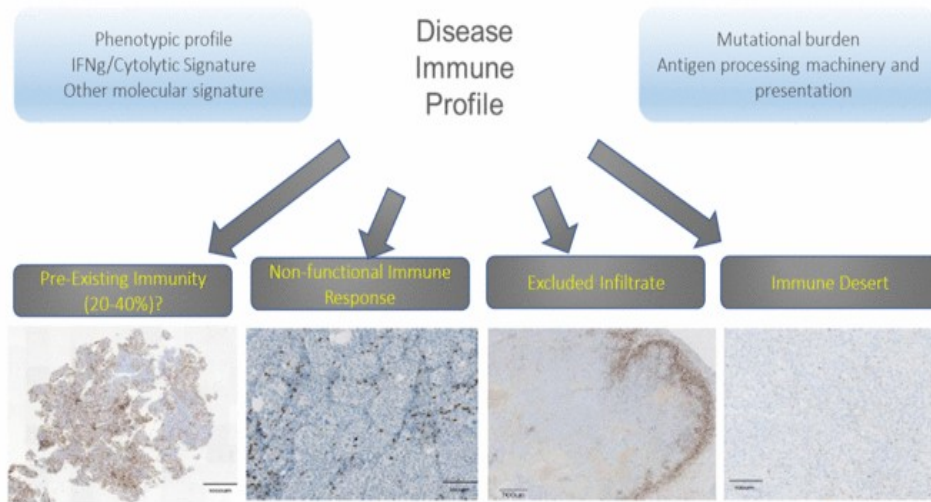 Phenotypic profile
IFNg/Cytolytic Signature
Other molecular signature
Disease
Immune
Profile
Mutational burden
Antigen processing machinery and
presentation
Pre-Existing Immunity
(20-40%)?
Non-functional Immune
Response
Excluded Infiltrate
Immune Desert